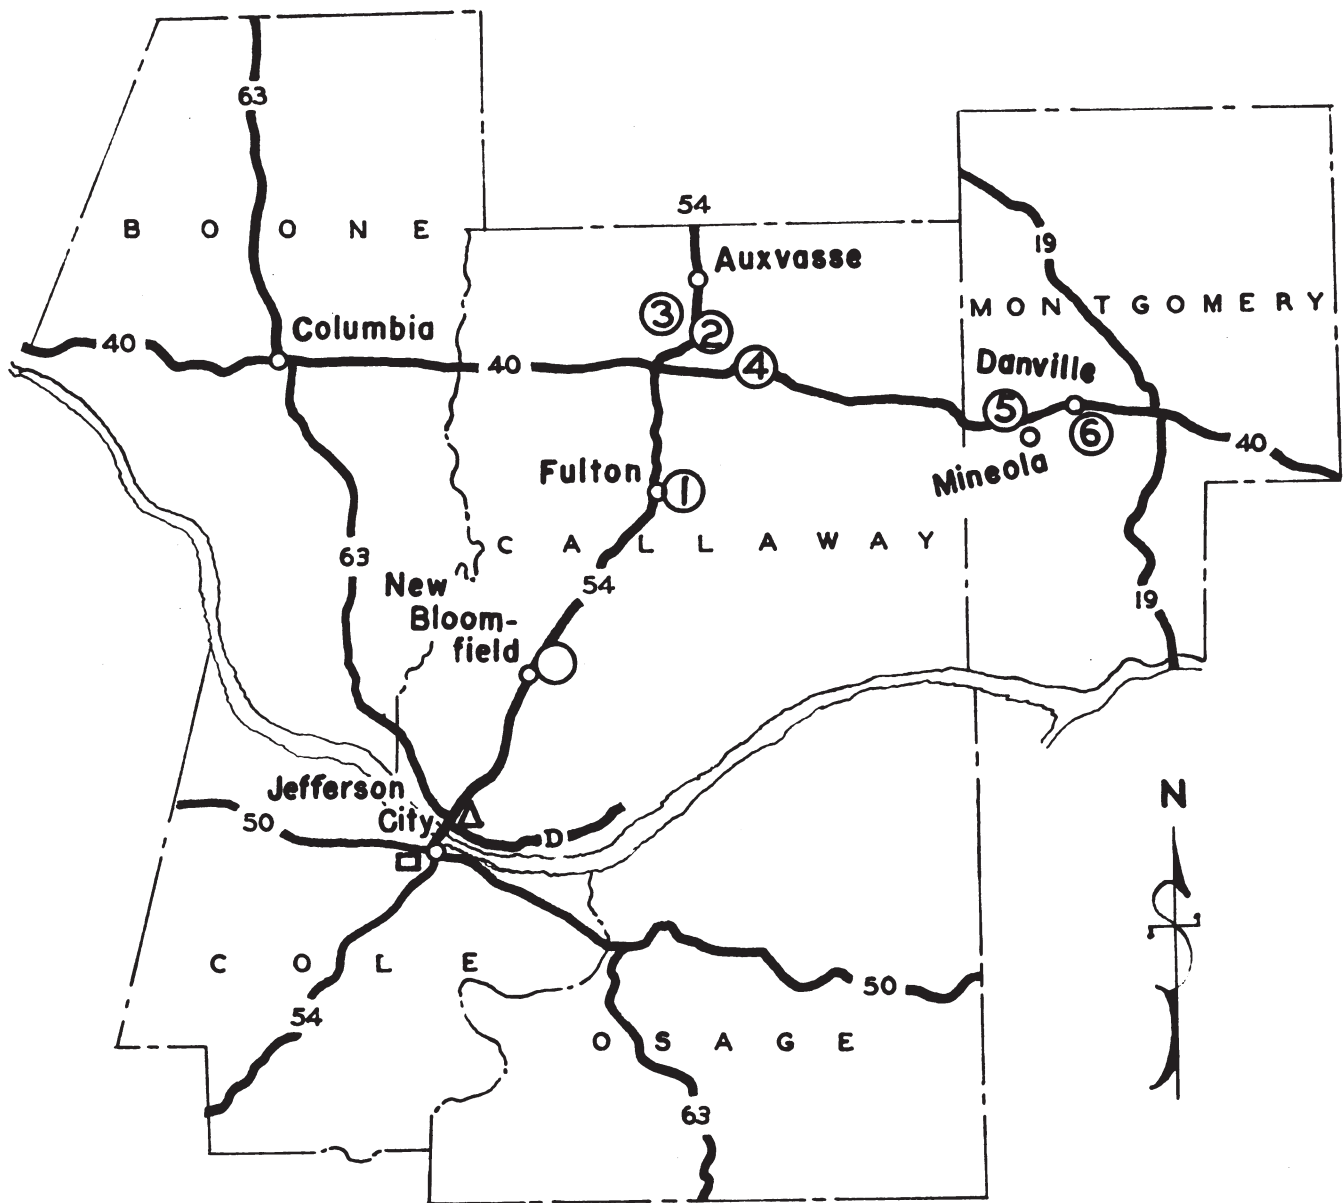 63
BOONE
54
Auxvasse
19
MONTGOMERY
3
2
Columbia
40
40
4
Danville
5
6
40
Mineola
Fulton
1
CALLAWAY
63
54
New
Bloom-
field
19
Jefferson
City
50
D
N
COLE
50
54
OSAGE
63